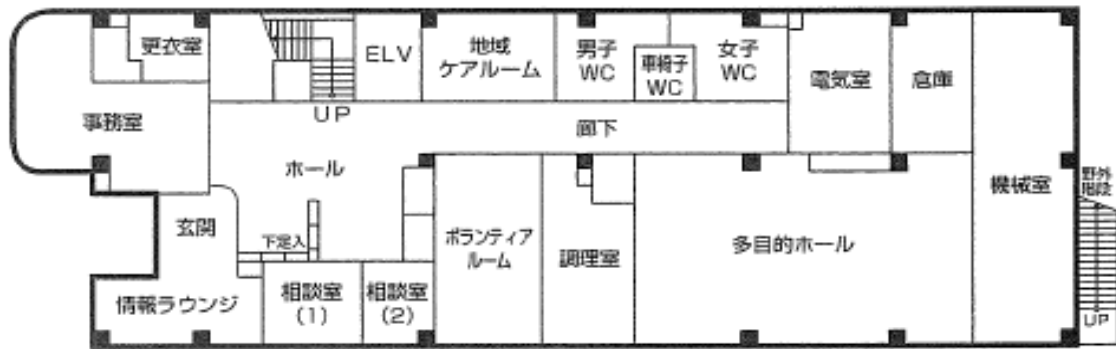 更衣室
ELV
地域
ケアルーム
男子
WC
車椅子
WC
女子
WC
電気室
倉庫
UP
事務室
廊下
ホール
機械室
野外
階段
玄関
下足入
ボランティア
ルーム
調理室
多目的ホール
情報ラウンジ
相談室
(1)
相談室
(2)
UP